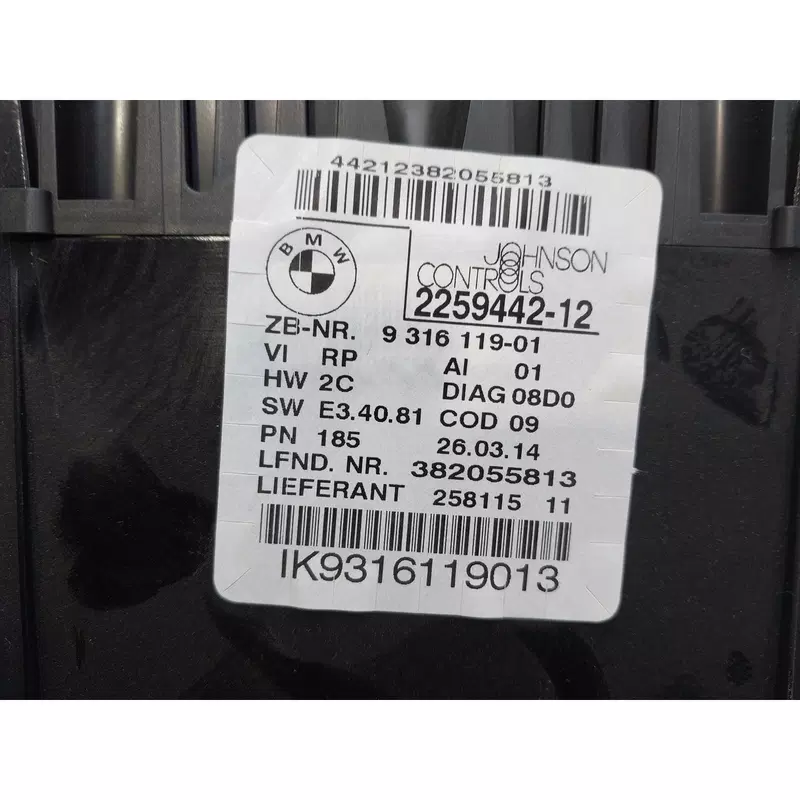 44212382055813
BMW
JOHNSON
CONTROLS
2259442-12
ZB-NR. 9 316 119-01
VI RP AI 01
HW 2C DIAG 08D0
SW E3.40.81 COD 09
PN 185 26.03.14
LFND. NR. 382055813
LIEFERANT 258115 11
IK9316119013